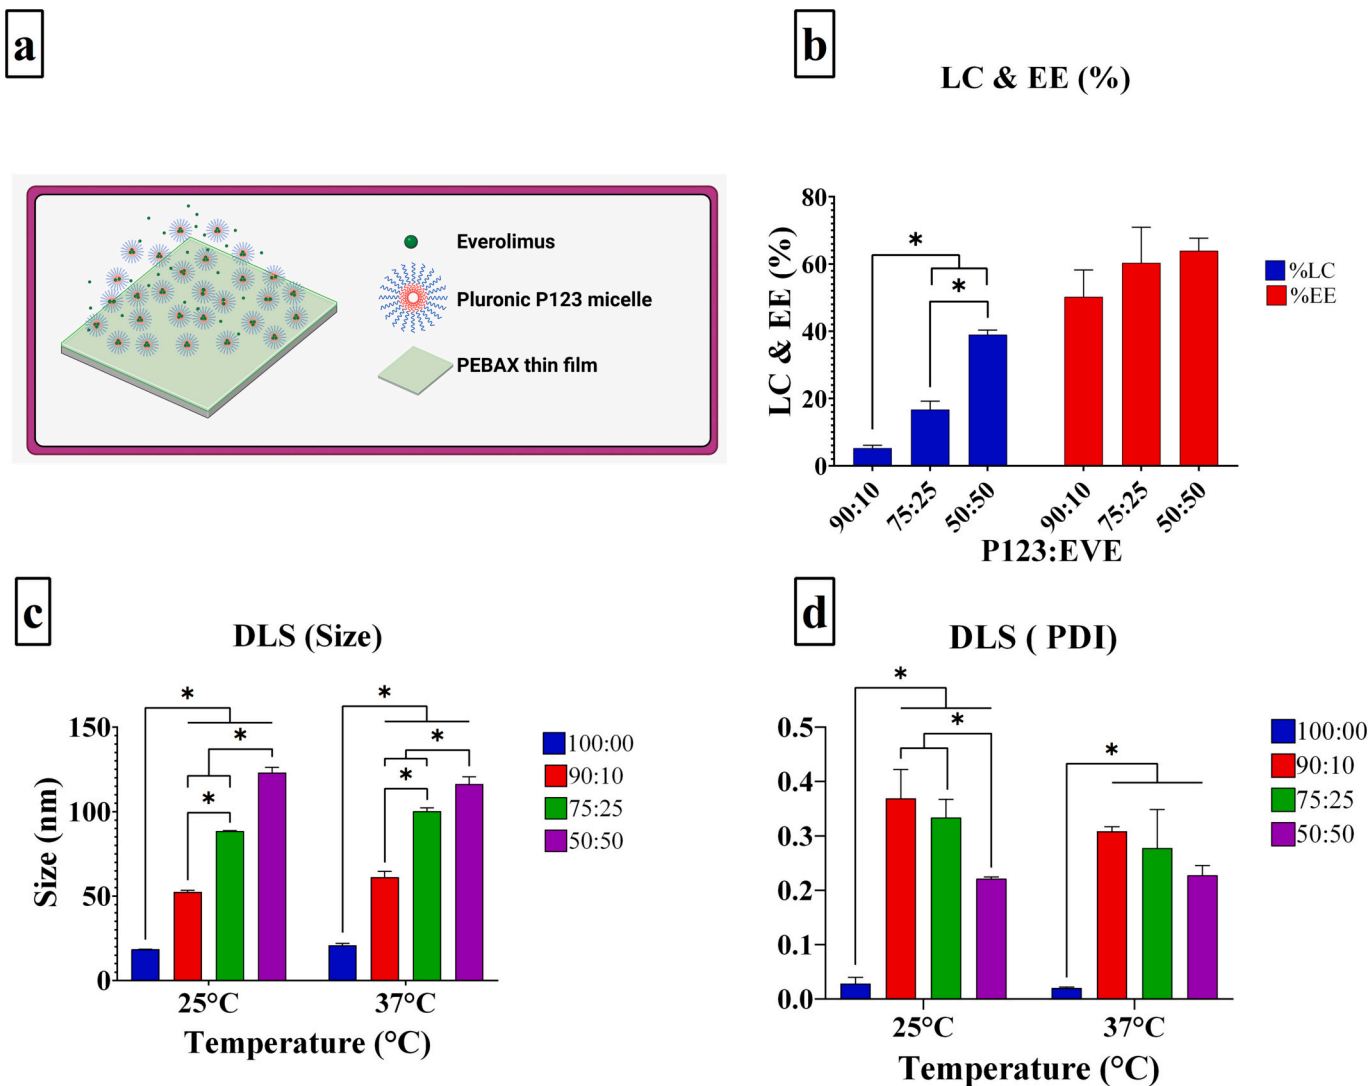 a
Everolimus
Pluronic P123 micelle
PEBAX thin film
b
LC & EE (%)
LC & EE (%)
80
60
40
20
0
*
*
90:10
75:25
50:50
90:10
75:25
50:50
P123:EVE
%LC
%EE
c
DLS (Size)
Size (nm)
150
100
50
0
*
*
*
*
*
*
25°C
37°C
Temperature (°C)
100:00
90:10
75:25
50:50
d
DLS ( PDI)
0.5
0.4
0.3
0.2
0.1
0.0
*
*
*
25°C
37°C
Temperature (°C)
100:00
90:10
75:25
50:50